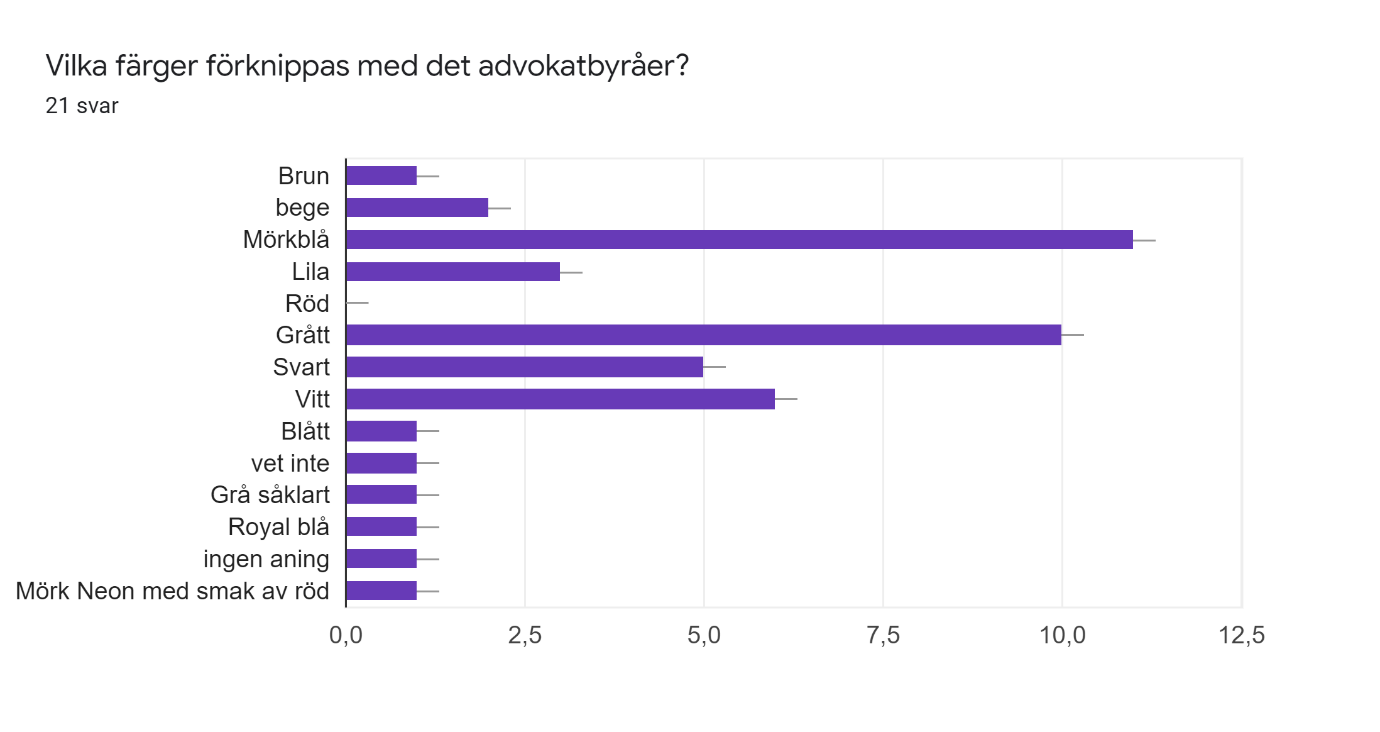 Vilka färger förknippas med det advokatbyråer?
21 svar
Brun
bege
Mörkblå
Lila
Röd
Grått
Svart
Vitt
Blått
vet inte
Grå såklart
Royal blå
ingen aning
Mörk Neon med smak av röd
0,0 2,5 5,0 7,5 10,0 12,5